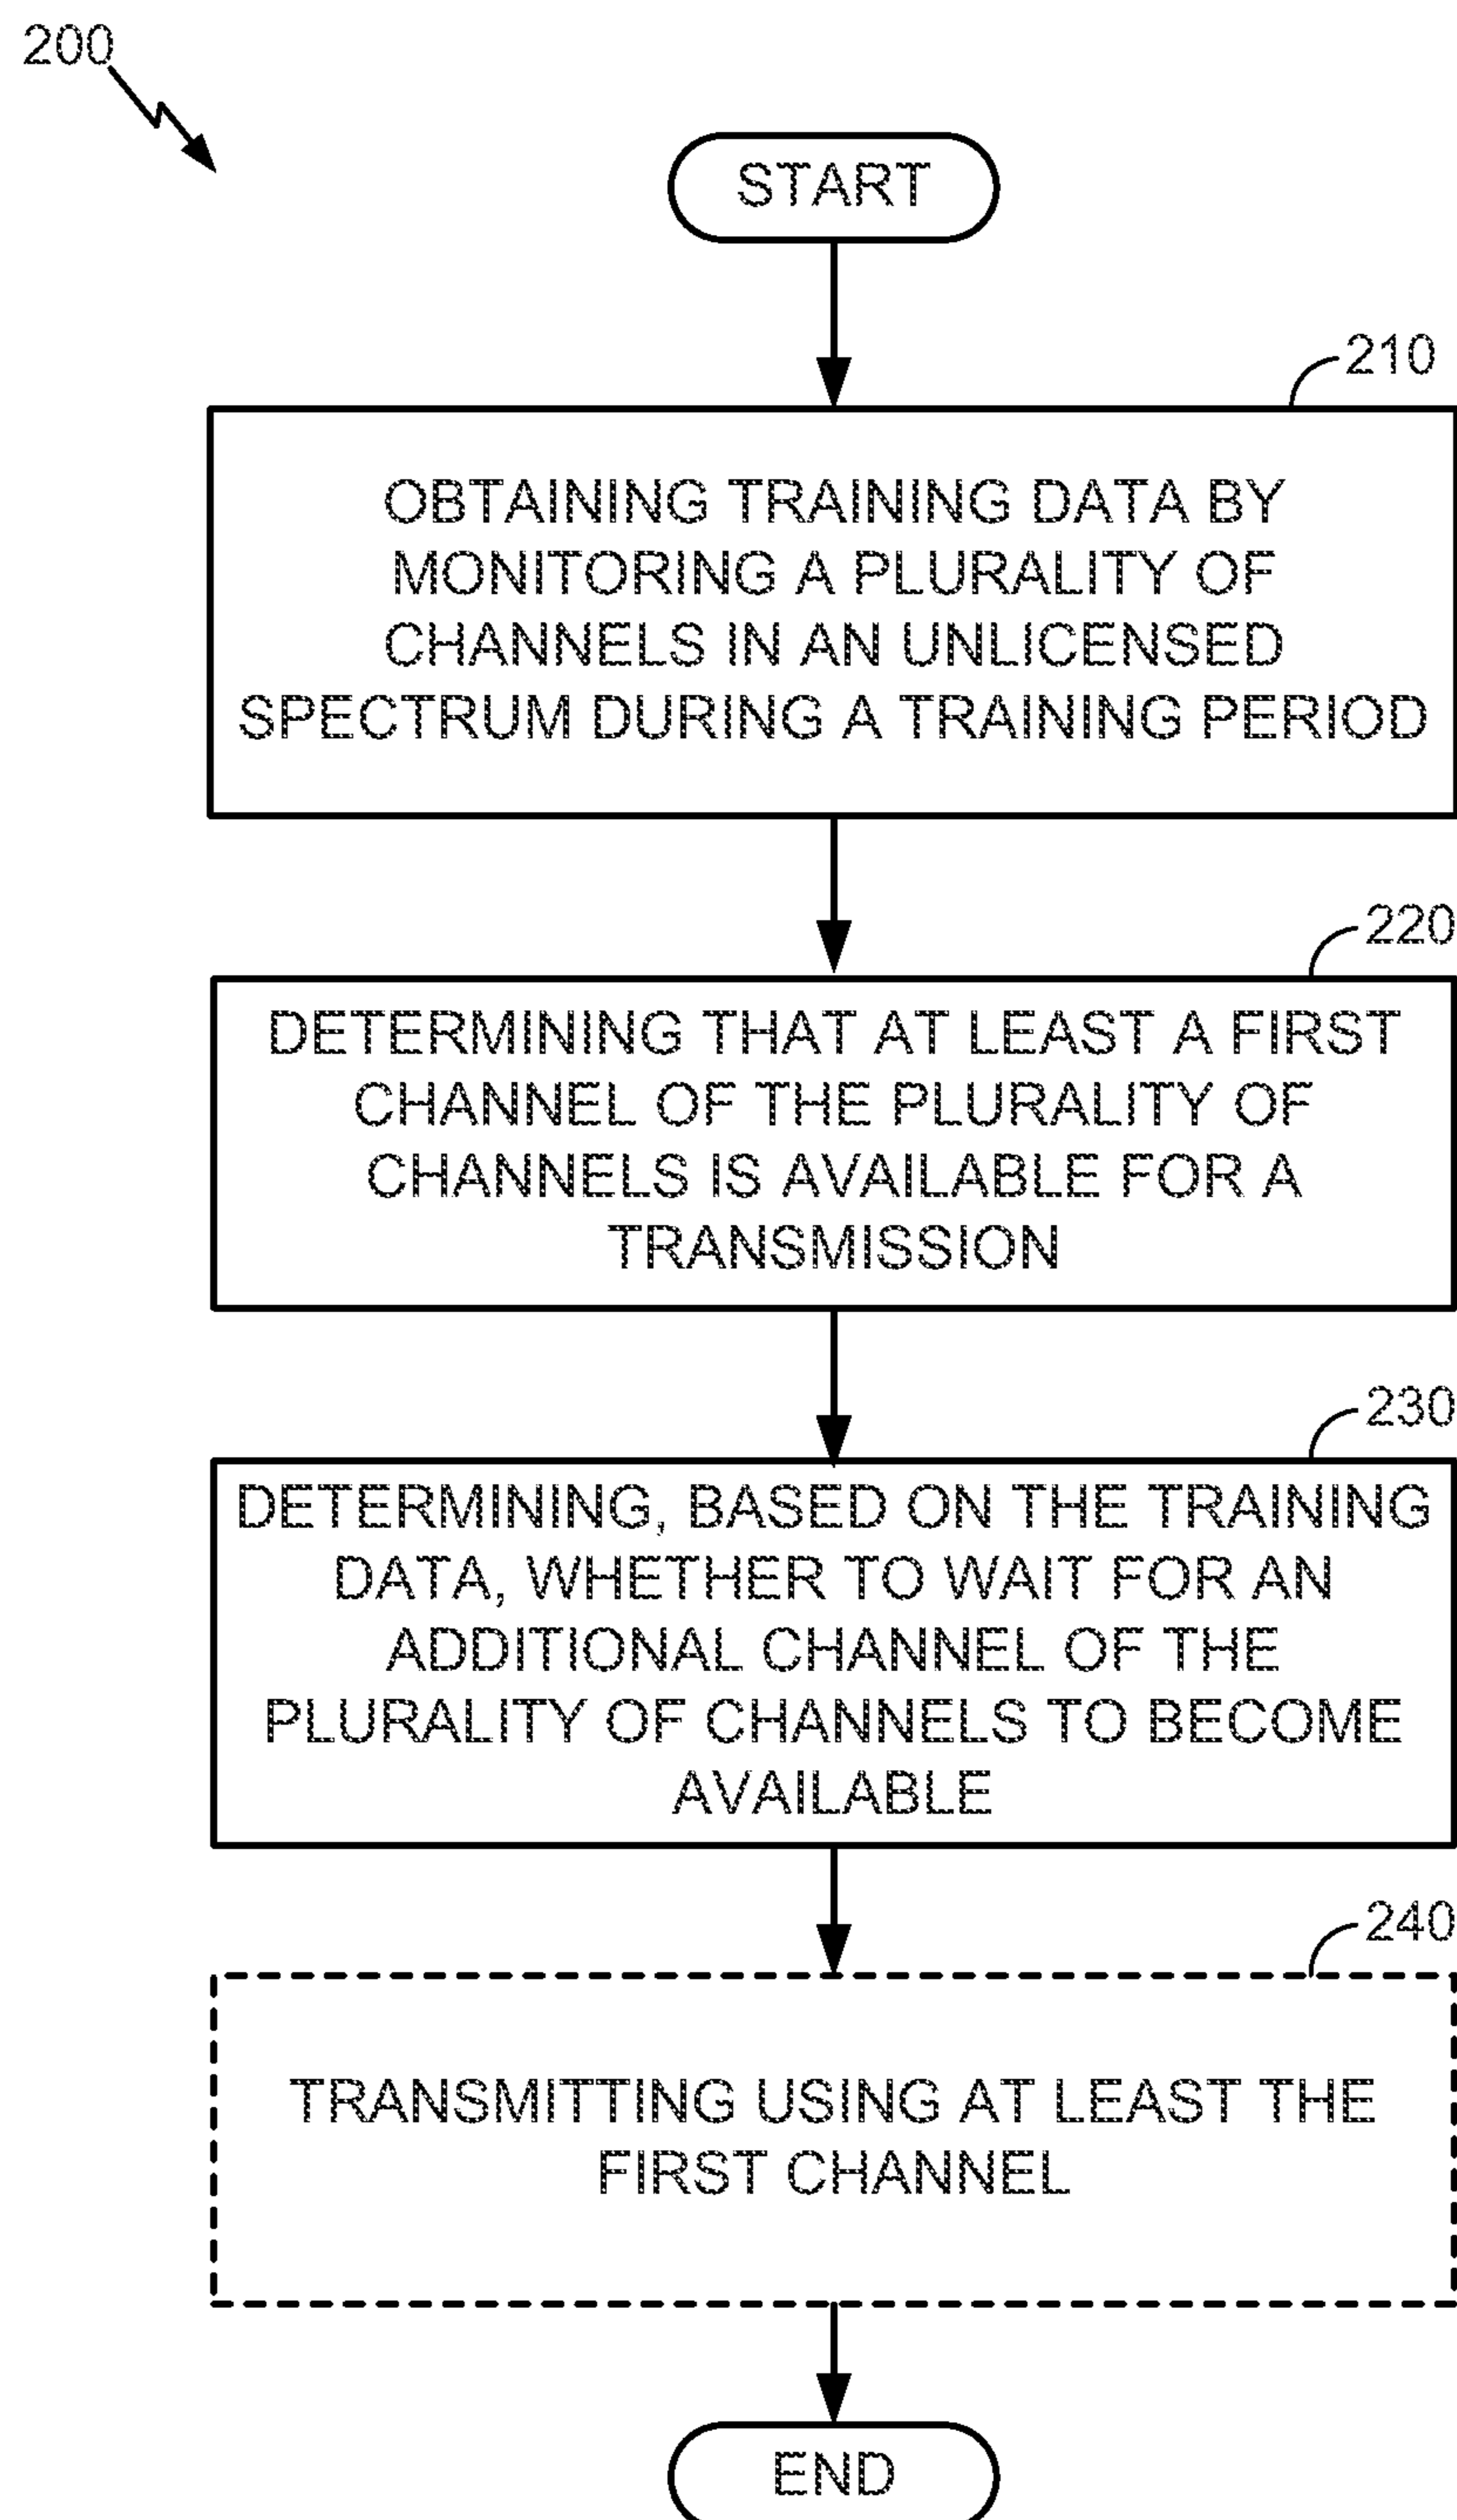 200
START
210
OBTAINING TRAINING DATA BY
MONITORING A PLURALITY OF
CHANNELS IN AN UNLICENSED
SPECTRUM DURING A TRAINING PERIOD
220
DETERMINING THAT AT LEAST A FIRST
CHANNEL OF THE PLURALITY OF
CHANNELS IS AVAILABLE FOR A
TRANSMISSION
230
DETERMINING, BASED ON THE TRAINING
DATA, WHETHER TO WAIT FOR AN
ADDITIONAL CHANNEL OF THE
PLURALITY OF CHANNELS TO BECOME
AVAILABLE
240
TRANSMITTING USING AT LEAST THE
FIRST CHANNEL
END